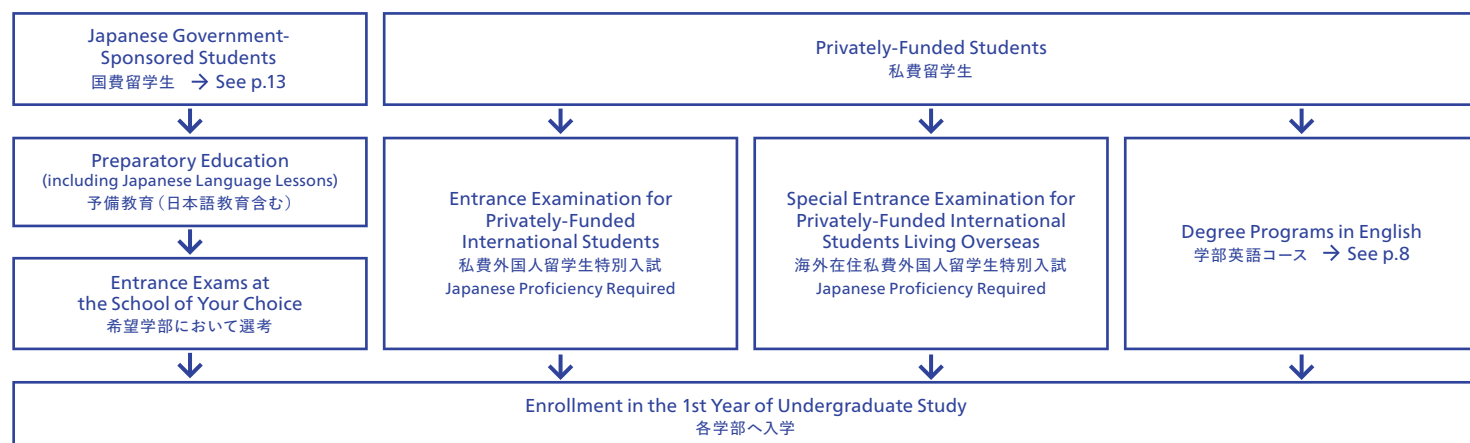 Japanese Government-
Sponsored Students
国費留学生 → See p.13
Privately-Funded Students
私費留学生
Preparatory Education
(including Japanese Language Lessons)
予備教育（日本語教育含む）
Entrance Exams at
the School of Your Choice
希望学部において選考
Entrance Examination for
Privately-Funded
International Students
私費外国人留学生特別入試
Japanese Proficiency Required
Special Entrance Examination for
Privately-Funded International
Students Living Overseas
海外在住私費外国人留学生特別入試
Japanese Proficiency Required
Degree Programs in English
学部英語コース → See p.8
Enrollment in the 1st Year of Undergraduate Study
各学部へ入学